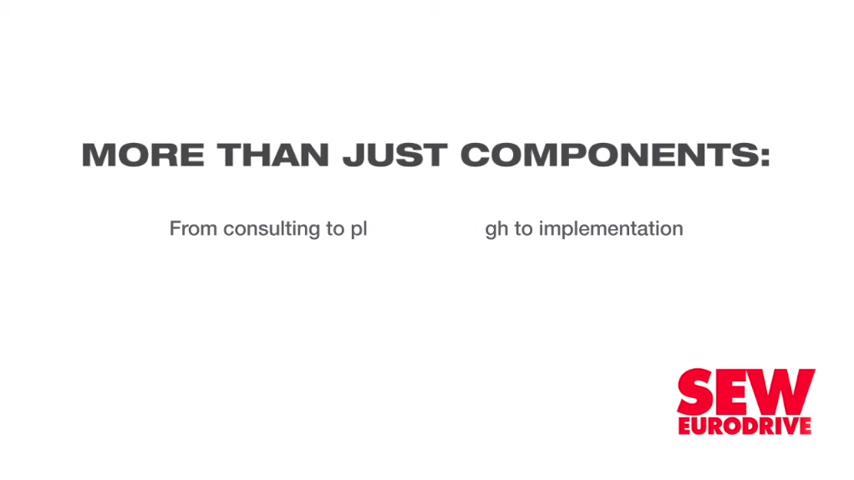 MORE THAN JUST COMPONENTS:
From consulting to pl gh to implementation
SEW
EURODRIVE